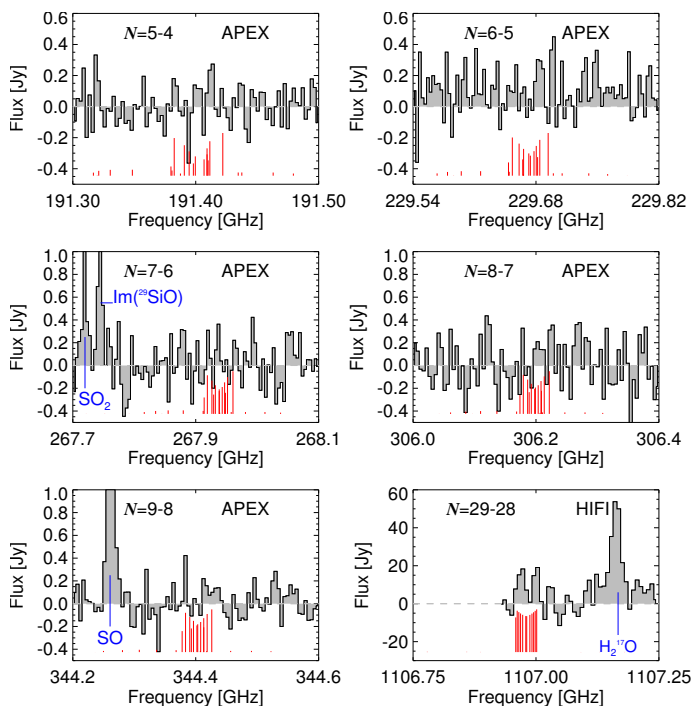 N=5-4 APEX
Flux [Jy]
0.6
0.4
0.2
0.0
-0.2
-0.4
191.30 191.40 191.50
Frequency [GHz]
N=6-5 APEX
Flux [Jy]
0.6
0.4
0.2
0.0
-0.2
-0.4
229.54 229.68 229.82
Frequency [GHz]
N=7-6 APEX
Im(²⁹SiO)
SO₂
Flux [Jy]
1.0
0.8
0.6
0.4
0.2
0.0
-0.2
-0.4
267.7 267.9 268.1
Frequency [GHz]
N=8-7 APEX
Flux [Jy]
1.0
0.8
0.6
0.4
0.2
0.0
-0.2
-0.4
306.0 306.2 306.4
Frequency [GHz]
N=9-8 APEX
SO
Flux [Jy]
1.0
0.8
0.6
0.4
0.2
0.0
-0.2
-0.4
344.2 344.4 344.6
Frequency [GHz]
N=29-28 HIFI
H₂¹⁷O
Flux [Jy]
60
40
20
0
-20
1106.75 1107.00 1107.25
Frequency [GHz]